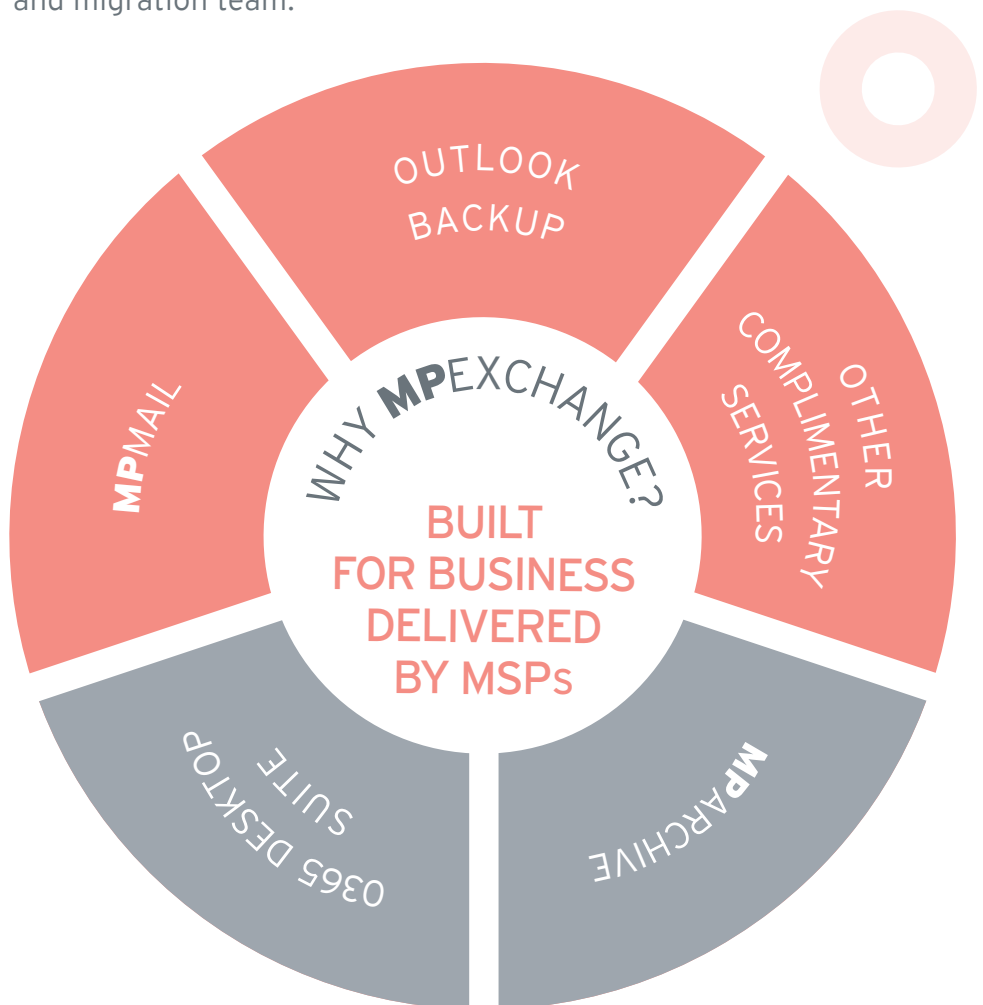 and migration team.
OUTLOOK
BACKUP
OTHER
COMPLIMENTARY
SERVICES
MPARCHIVE
0365 DESKTOP
SUITE
MPMAIL
WHY MPEXCHANGE?
BUILT
FOR BUSINESS
DELIVERED
BY MSPs